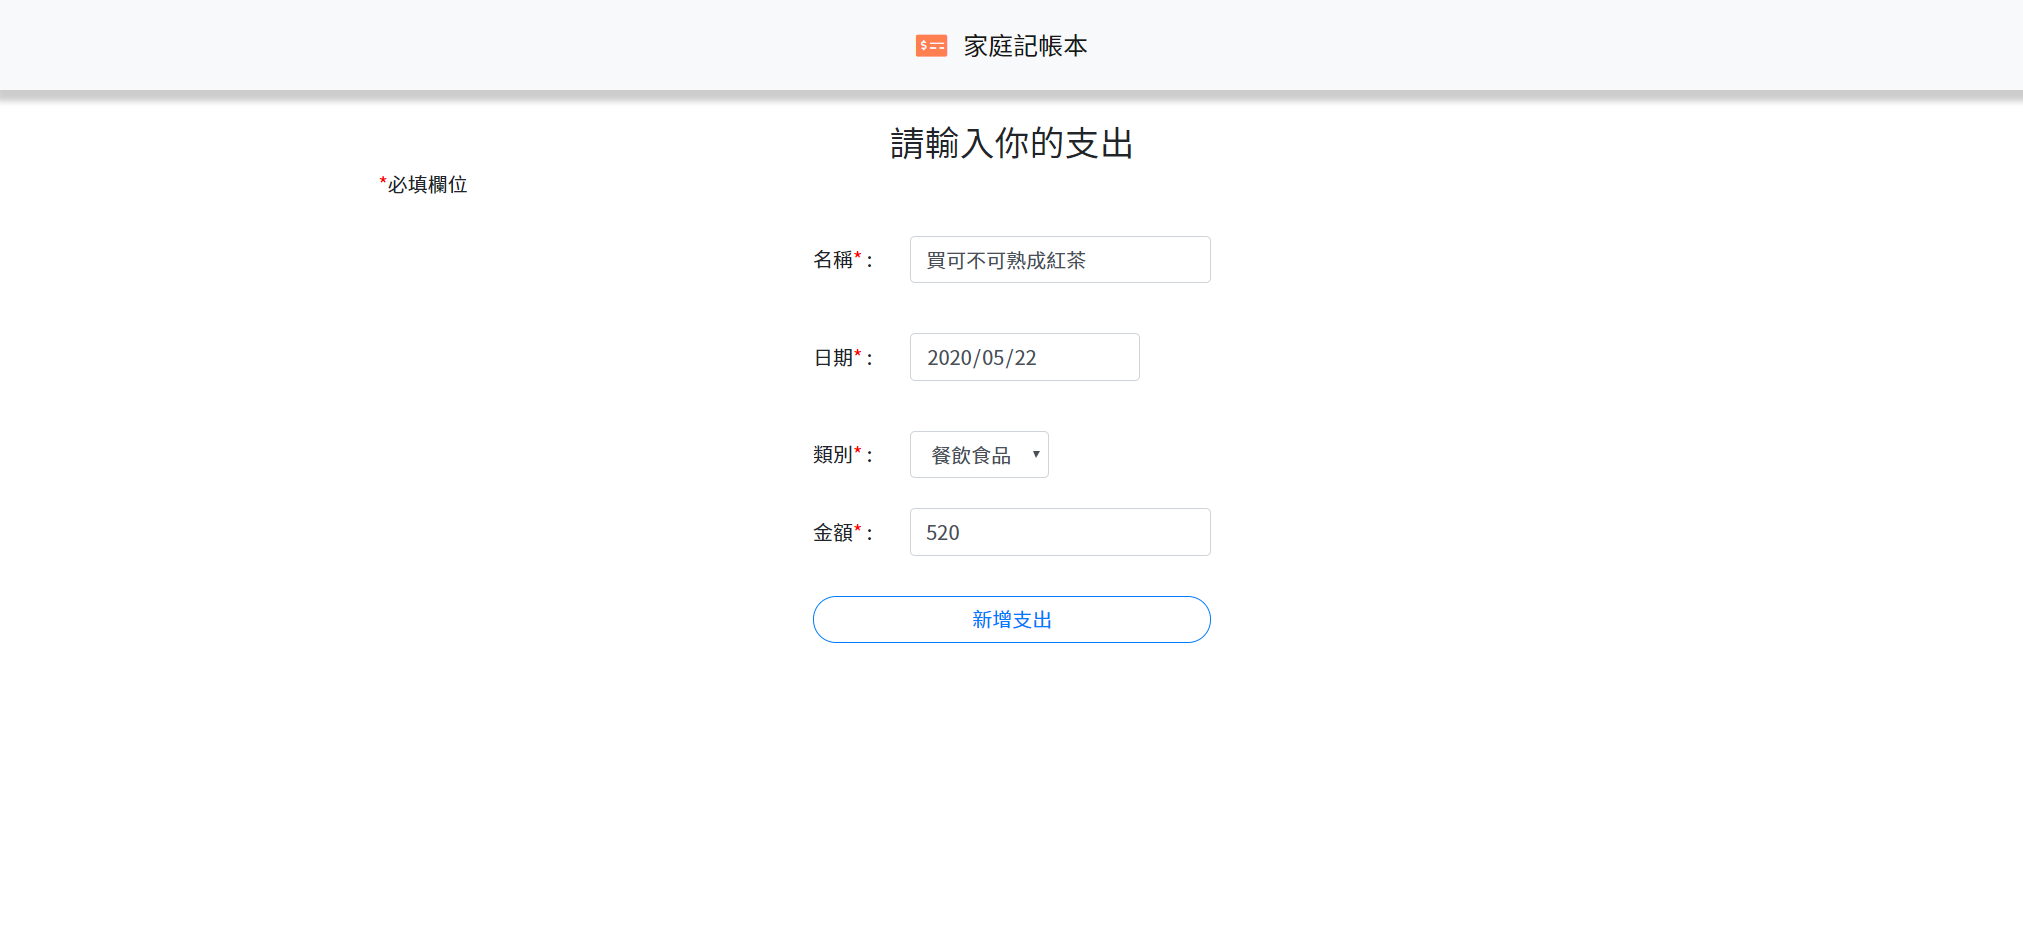 家庭記帳本
請輸入你的支出
*必填欄位
名稱* : 買可不可熟成紅茶
日期* : 2020/05/22
類別* : 餐飲食品
金額* : 520
新增支出